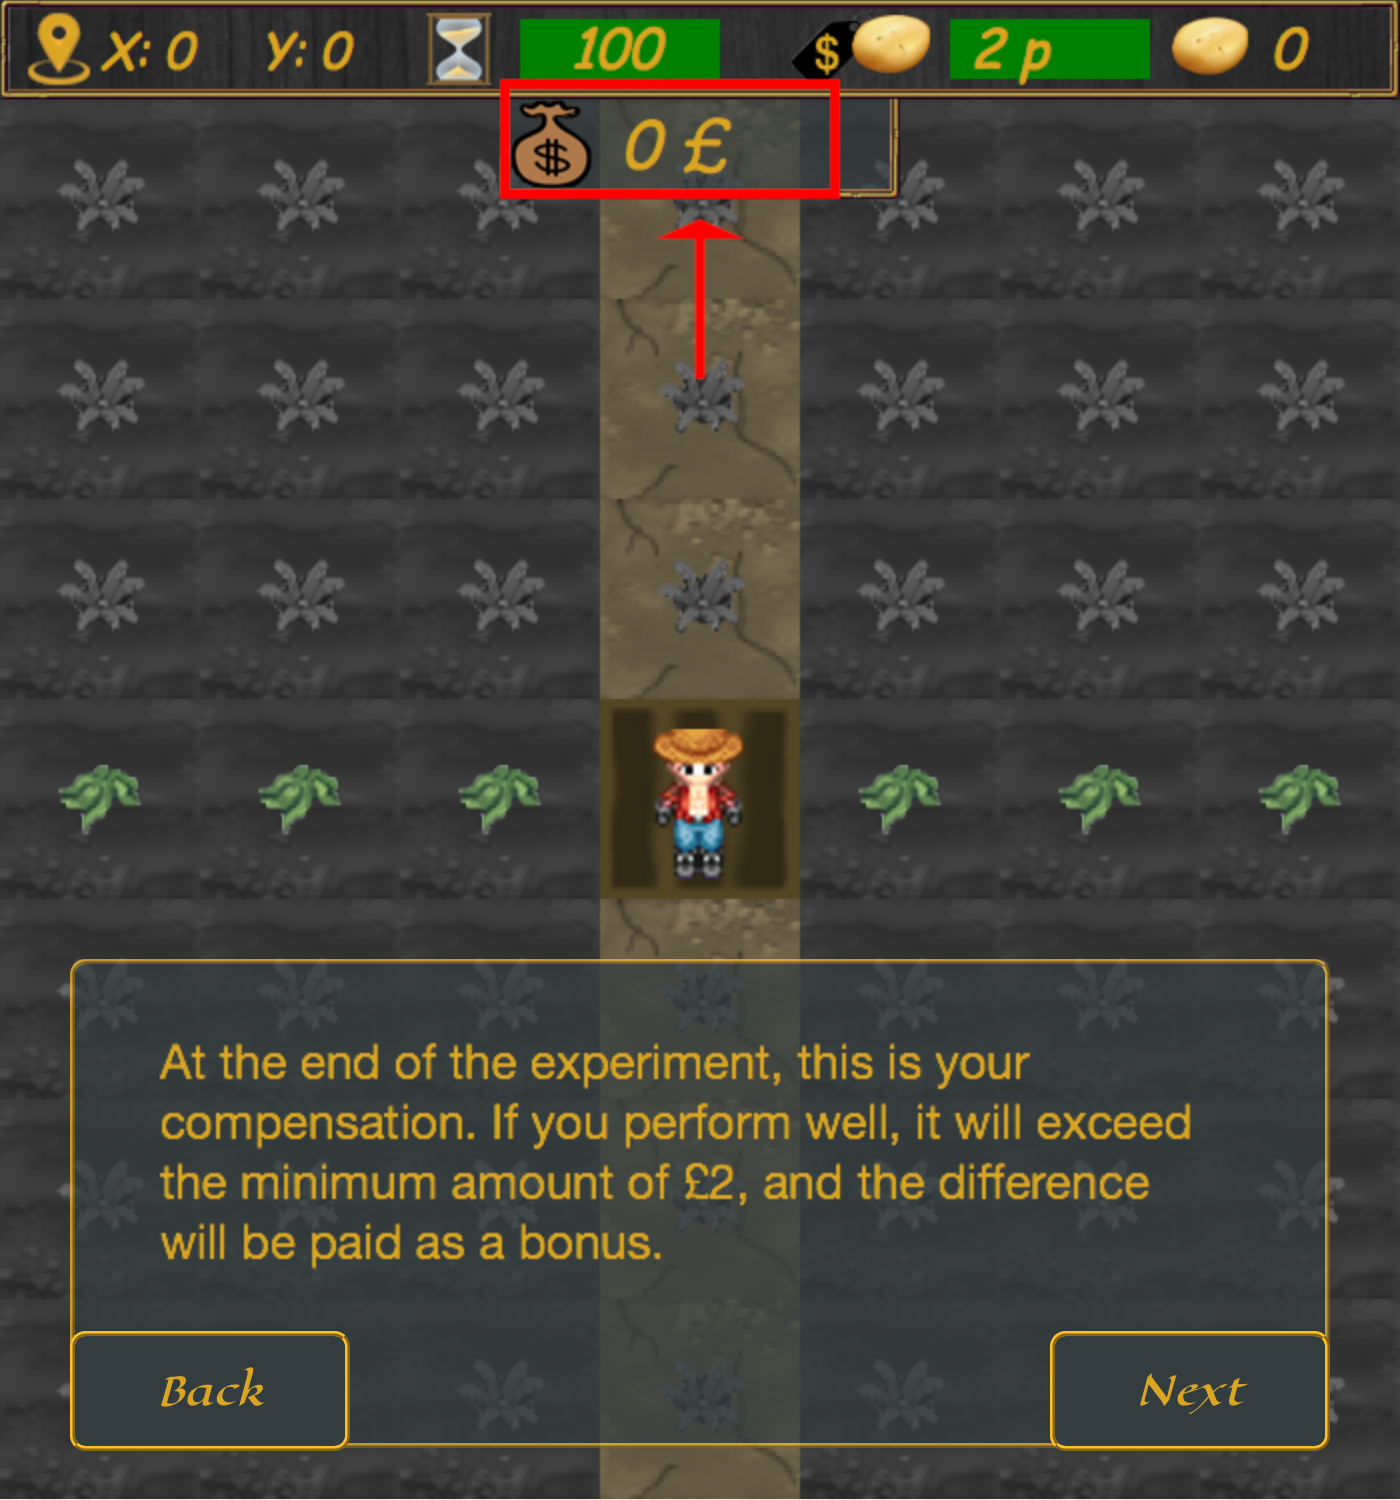 X: 0 Y: 0 100 $ 2 p 0
$ 0 £
At the end of the experiment, this is your
compensation. If you perform well, it will exceed
the minimum amount of £2, and the difference
will be paid as a bonus.
Back Next